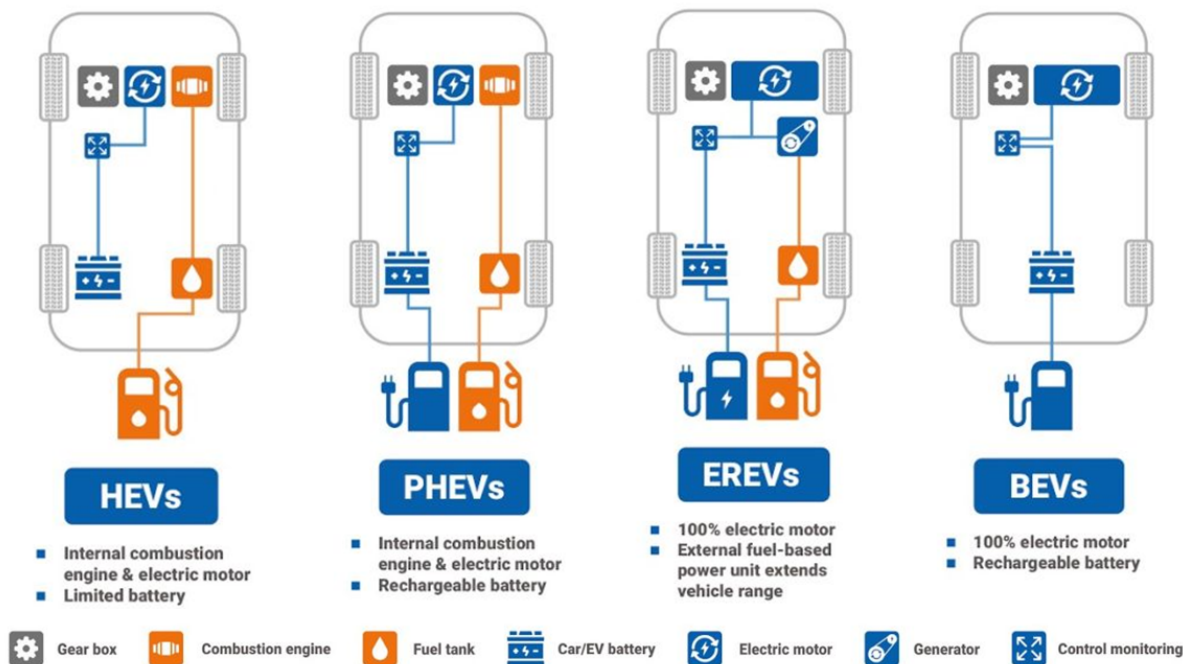 HEVs
Internal combustion
engine & electric motor
Limited battery
PHEVs
Internal combustion
engine & electric motor
Rechargeable battery
EREVs
100% electric motor
External fuel-based
power unit extends
vehicle range
BEVs
100% electric motor
Rechargeable battery
Gear box
Combustion engine
Fuel tank
Car/EV battery
Electric motor
Generator
Control monitoring